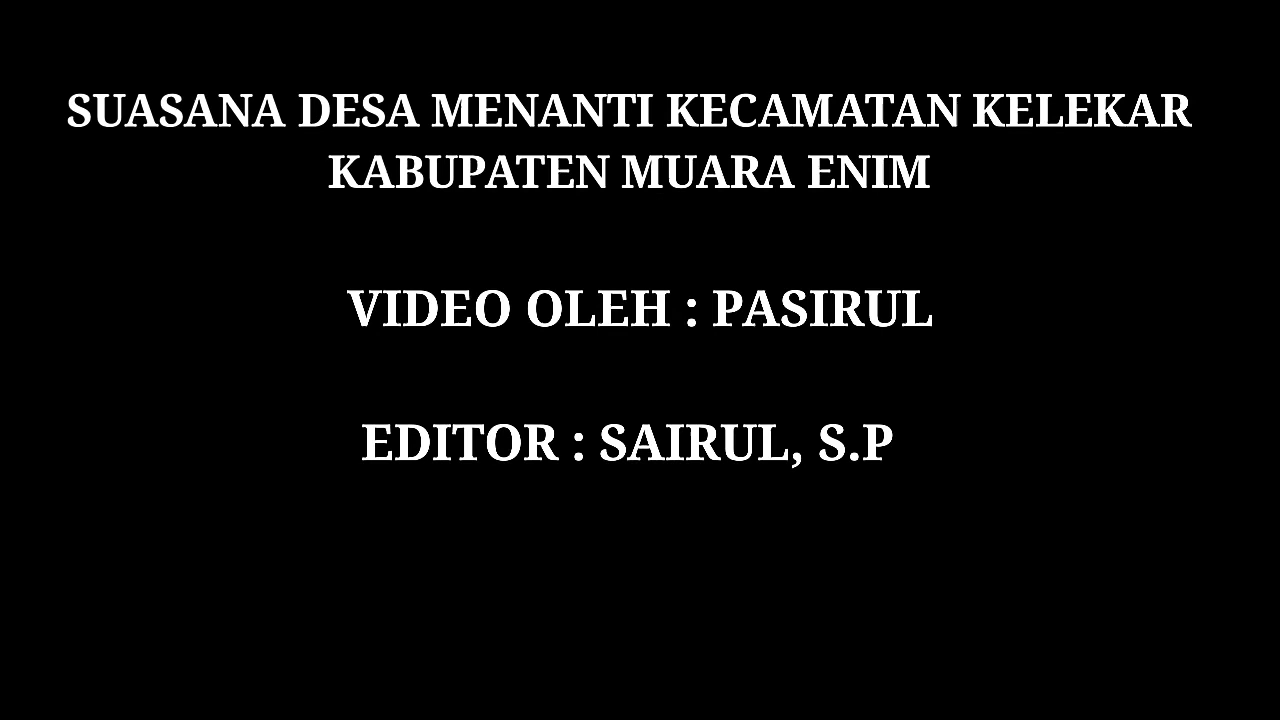 SUASANA DESA MENANTI KECAMATAN KELEKAR
KABUPATEN MUARA ENIM
VIDEO OLEH : PASIRUL
EDITOR : SAIRUL, S.P